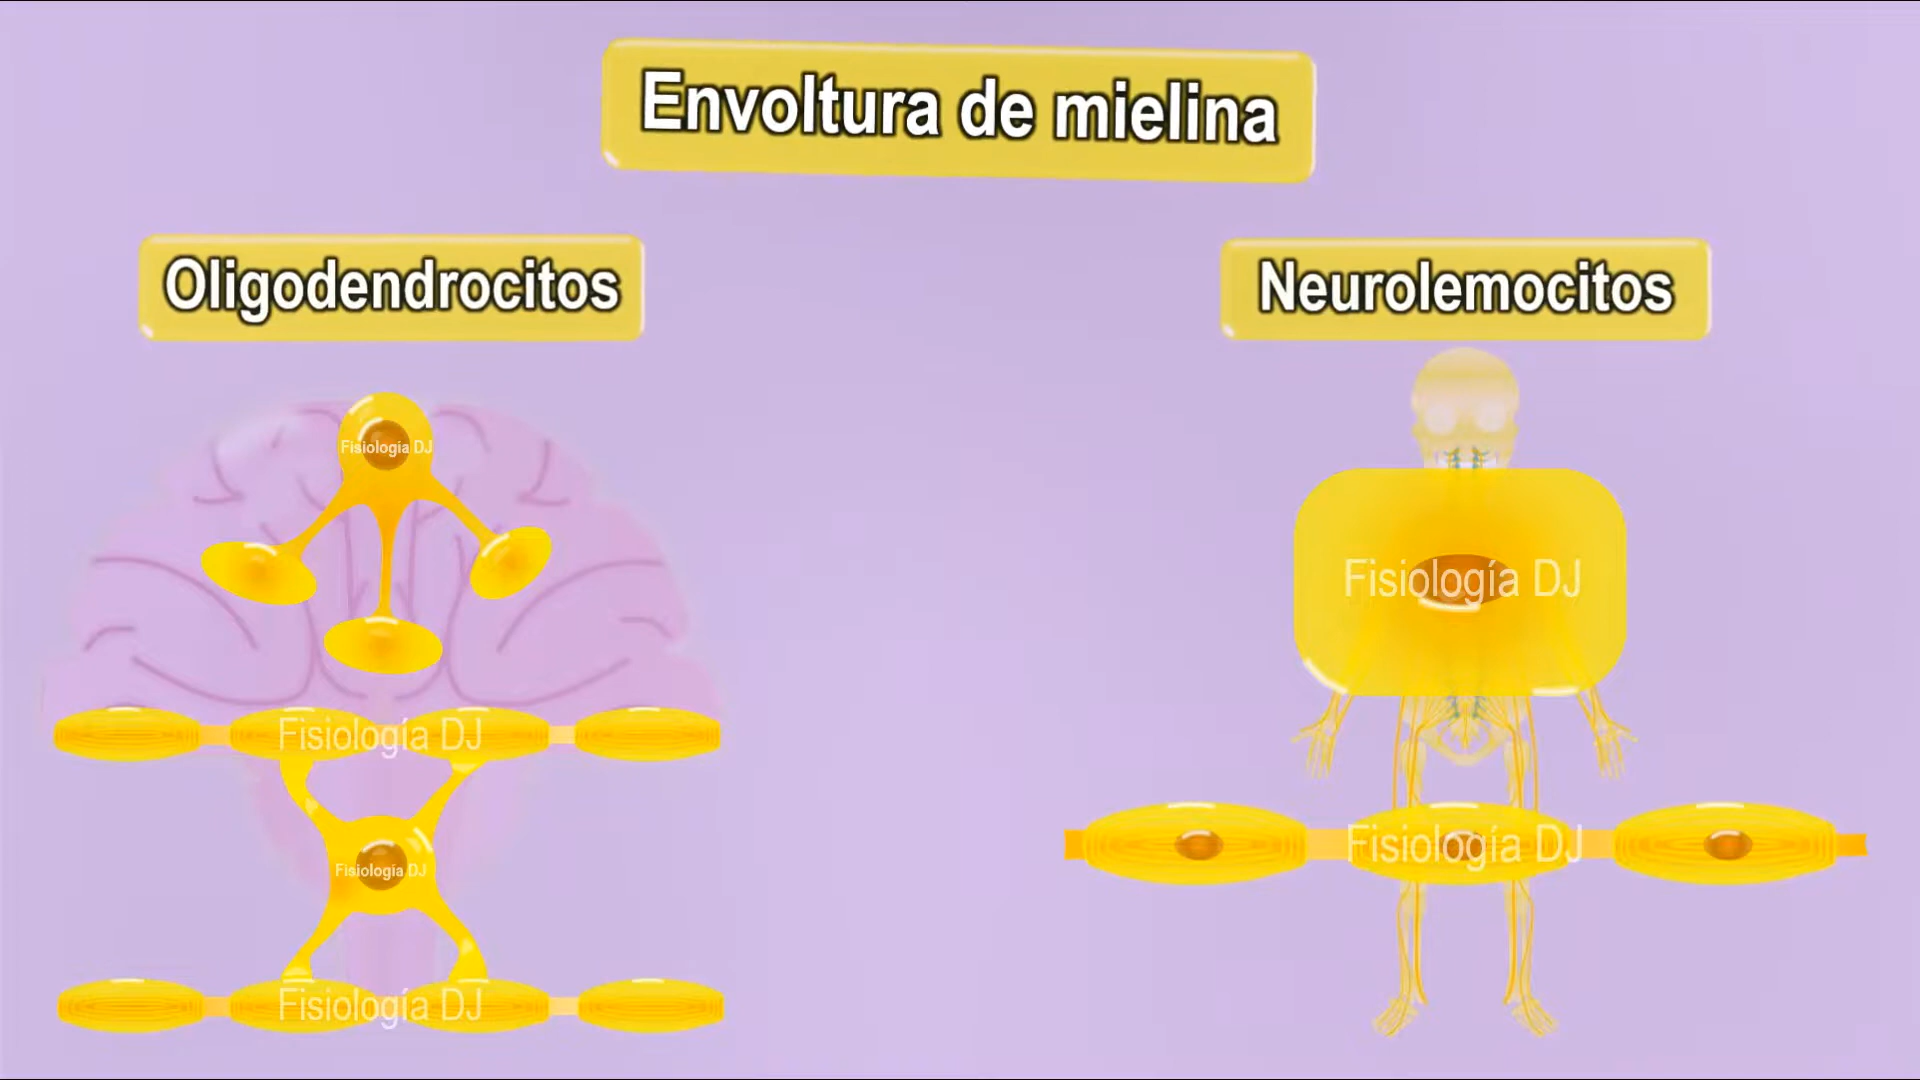 Envoltura de mielina
Oligodendrocitos
Neurolemocitos
Fisiología DJ
Fisiología DJ
Fisiología DJ
Fisiología DJ
Fisiología DJ
Fisiología DJ